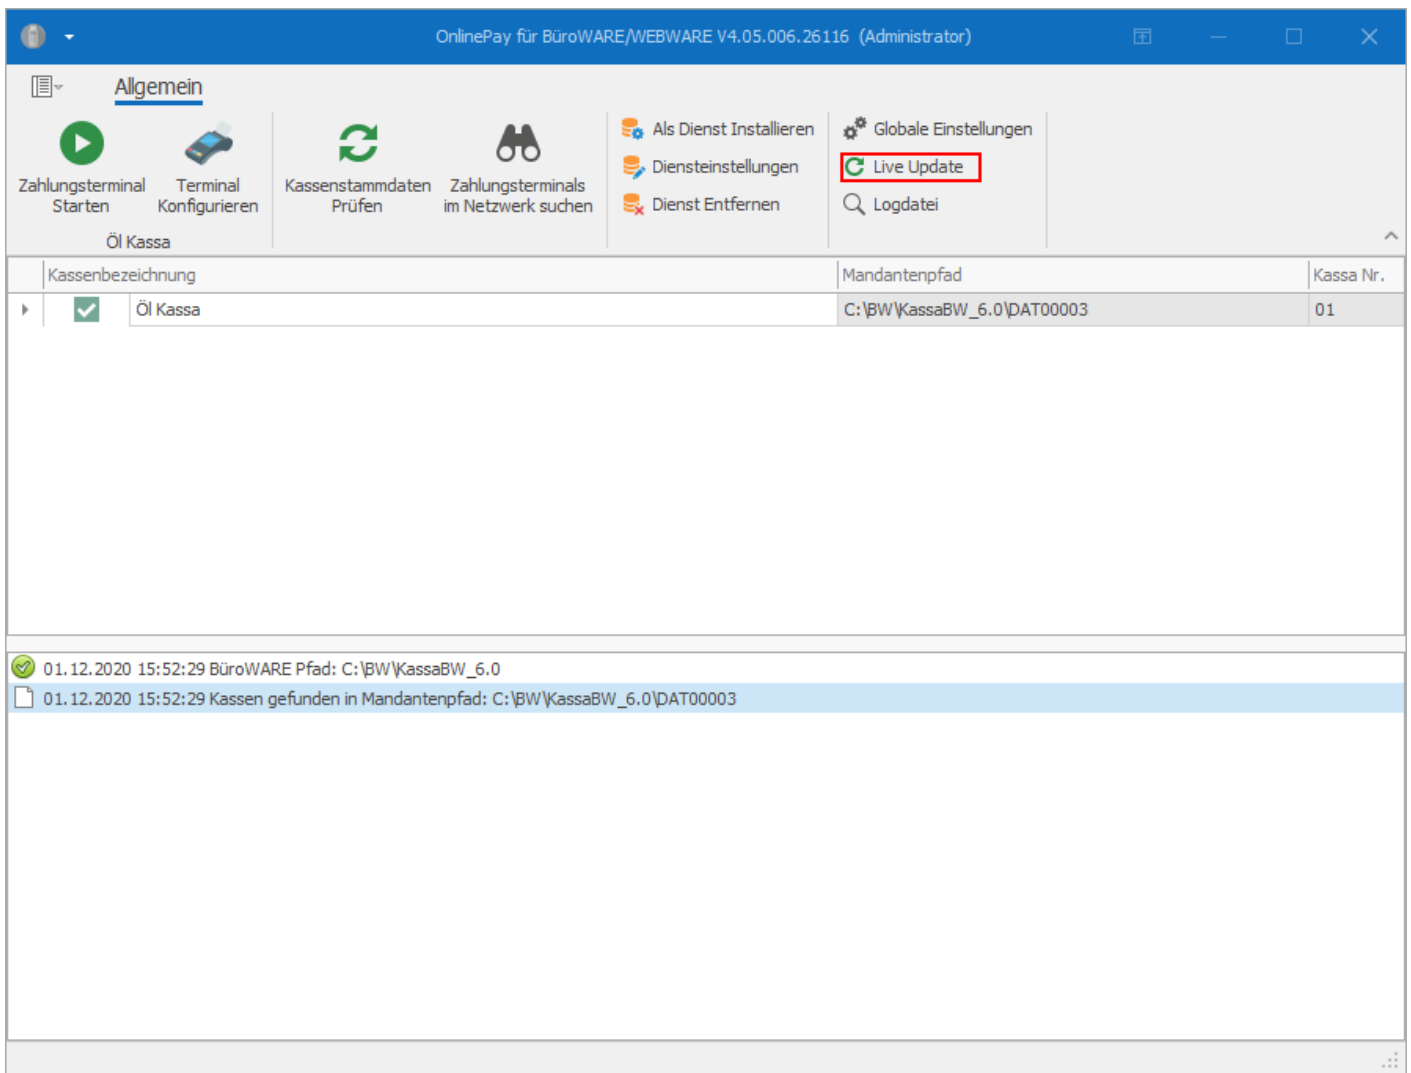 OnlinePay für BüroWARE/WEBWARE V4.05.006.26116 (Administrator)
Allgemein
Zahlungsterminal
Starten
Terminal
Konfigurieren
Öl Kassa
Kassenstammdaten
Prüfen
Zahlungsterminals
im Netzwerk suchen
Als Dienst Installieren
Diensteinstellungen
Dienst Entfernen
Globale Einstellungen
Live Update
Logdatei
Kassenbezeichnung Mandantenpfad Kassa Nr.
Öl Kassa C:\BW\KassaBW_6.0\DAT00003 01
01.12.2020 15:52:29 BüroWARE Pfad: C:\BW\KassaBW_6.0
01.12.2020 15:52:29 Kassen gefunden in Mandantenpfad: C:\BW\KassaBW_6.0\DAT00003